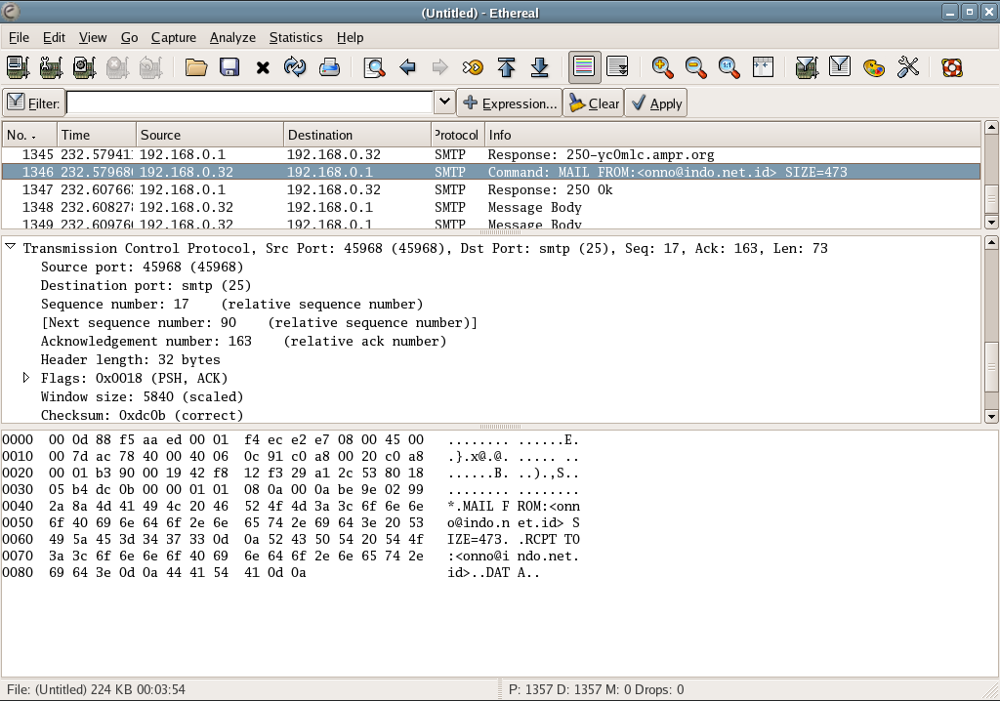 (Untitled) - Ethereal
File Edit View Go Capture Analyze Statistics Help
Filter: Expression... Clear Apply
No. . Time Source Destination Protocol Info
1345 232.57941 192.168.0.1 192.168.0.32 SMTP Response: 250-yc0mlc.ampr.org
1346 232.57968 192.168.0.32 192.168.0.1 SMTP Command: MAIL FROM:<onno@indo.net.id> SIZE=473
1347 232.60766 192.168.0.1 192.168.0.32 SMTP Response: 250 Ok
1348 232.60827 192.168.0.32 192.168.0.1 SMTP Message Body
1349 232.60976 192.168.0.32 192.168.0.1 SMTP Message Body
Transmission Control Protocol, Src Port: 45968 (45968), Dst Port: smtp (25), Seq: 17, Ack: 163, Len: 73
Source port: 45968 (45968)
Destination port: smtp (25)
Sequence number: 17 (relative sequence number)
[Next sequence number: 90 (relative sequence number)]
Acknowledgement number: 163 (relative ack number)
Header length: 32 bytes
Flags: 0x0018 (PSH, ACK)
Window size: 5840 (scaled)
Checksum: 0xdc0b (correct)
0000 00 0d 88 f5 aa ed 00 01 f4 ec e2 e7 08 00 45 00 ........ ......E.
0010 00 7d ac 78 40 00 40 06 0c 91 c0 a8 00 20 c0 a8 .}.x@.@. ..... ..
0020 00 01 b3 90 00 19 42 f8 12 f3 29 a1 2c 53 80 18 ......B. ..).,S..
0030 05 b4 dc 0b 00 00 01 01 08 0a 00 0a be 9e 02 99 ........ ........
0040 2a 8a 4d 41 49 4c 20 46 52 4f 4d 3a 3c 6f 6e 6e *.MAIL F ROM:<onn
0050 6f 40 69 6e 64 6f 2e 6e 65 74 2e 69 64 3e 20 53 o@indo.n et.id> S
0060 49 5a 45 3d 34 37 33 0d 0a 52 43 50 54 20 54 4f IZE=473. .RCPT TO
0070 3a 3c 6f 6e 6e 6f 40 69 6e 64 6f 2e 6e 65 74 2e :<onno@i ndo.net.
0080 69 64 3e 0d 0a 44 41 54 41 0d 0a id>..DAT A..
File: (Untitled) 224 KB 00:03:54 P: 1357 D: 1357 M: 0 Drops: 0